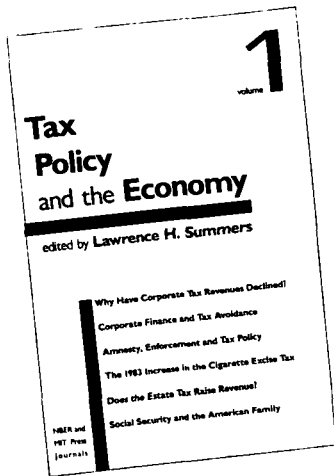 volume 1
Tax
Policy
and the Economy
edited by Lawrence H. Summers
Why Have Corporate Tax Revenues Declined?
Corporate Finance and Tax Avoidance
Amnesty, Enforcement and Tax Policy
The 1983 Increase in the Cigarette Excise Tax
Does the Estate Tax Raise Revenue?
Social Security and the American Family
NBER and
MIT Press
Journals